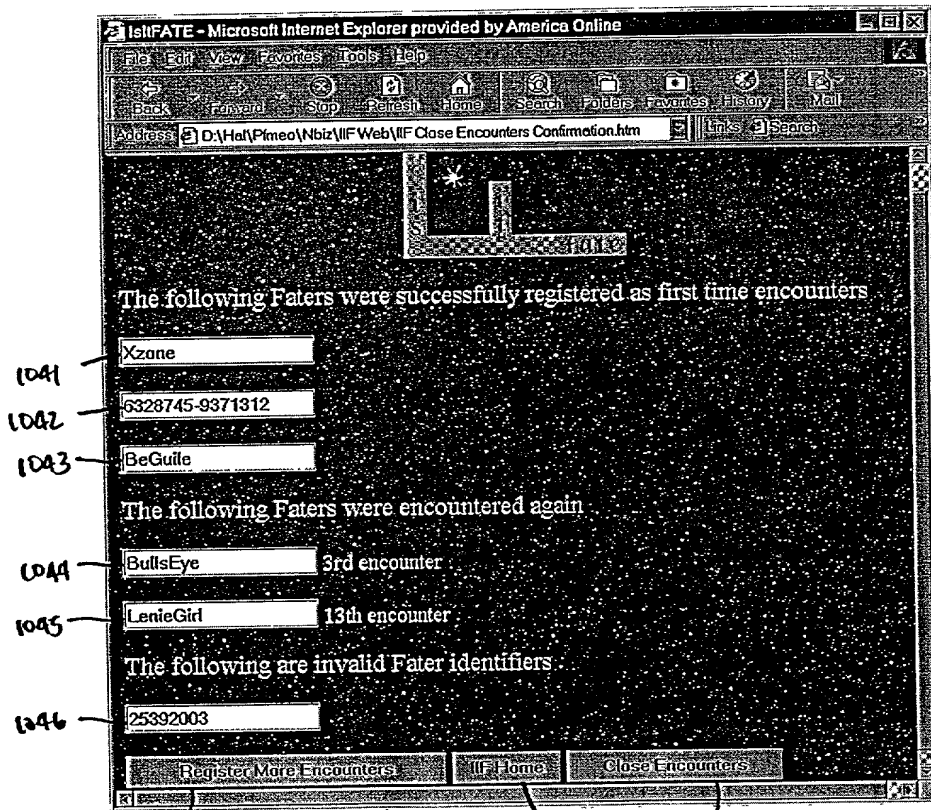 IsItFATE - Microsoft Internet Explorer provided by America Online
File Edit View Favorites Tools Help
Back Forward Stop Refresh Home Search Folders Favorites History Mail
Address D:\Hal\Pfmeo\Nbiz\IIFWeb\IIF Close Encounters Confirmation.htm Links Search
fate
The following Faters were successfully registered as first time encounters
1041 Xzane
1042 6328745-9371312
1043 BeGuile
The following Faters were encountered again
1044 BullsEye 3rd encounter
1045 LenieGirl 13th encounter
The following are invalid Fater identifiers
1046 25392003
Register More Encounters IIF Home Close Encounters